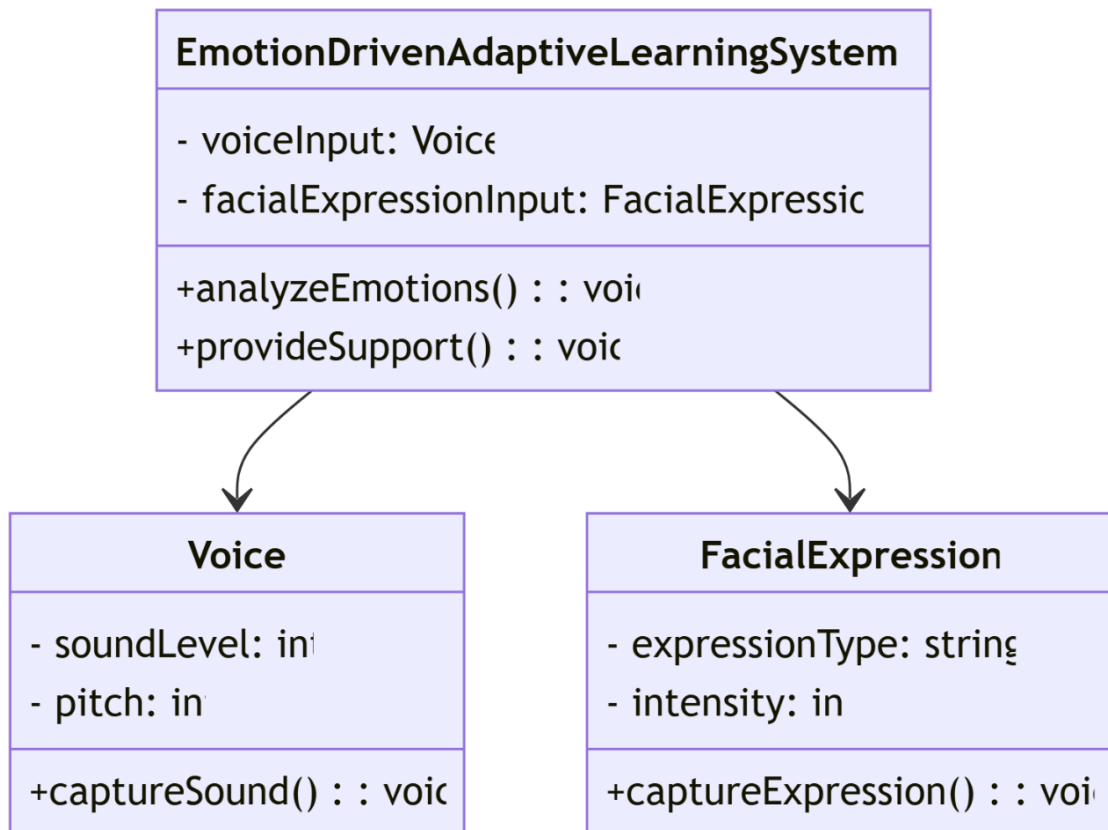 EmotionDrivenAdaptiveLearningSystem
- voiceInput: Voice
- facialExpressionInput: FacialExpressic
+analyzeEmotions() : : voi
+provideSupport() : : voic
Voice
- soundLevel: int
- pitch: in
+captureSound() : : voic
FacialExpression
- expressionType: string
- intensity: in
+captureExpression() : : voi